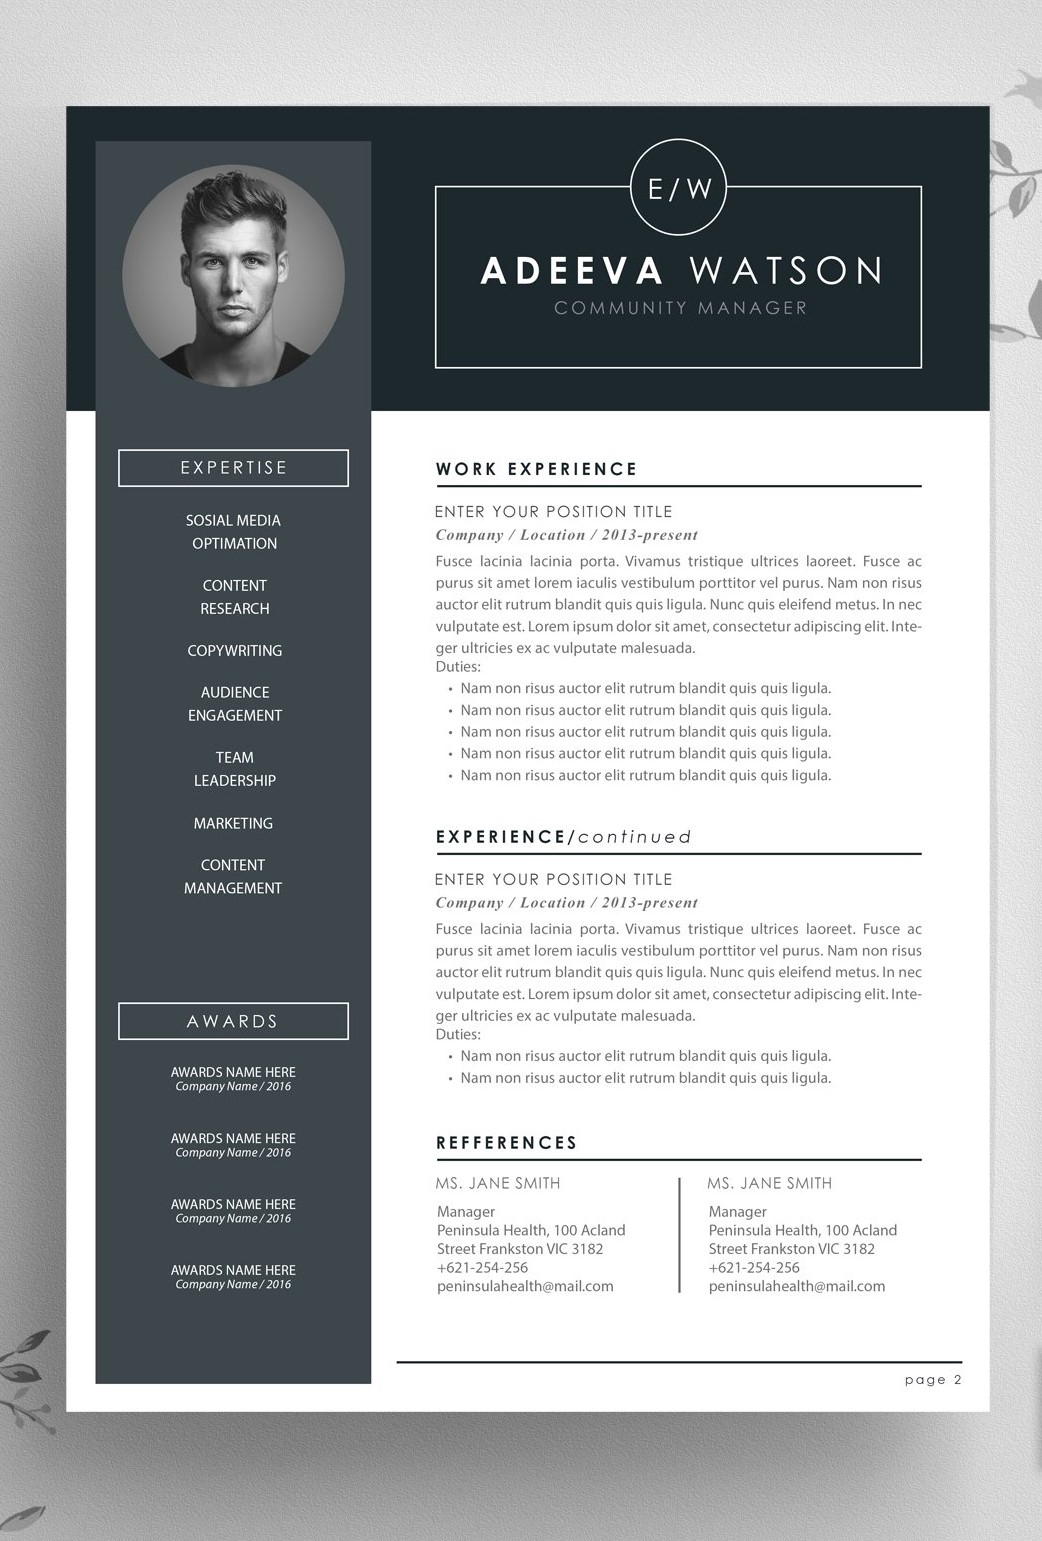 E/W
ADEEVA WATSON
COMMUNITY MANAGER
EXPERTISE
SOSIAL MEDIA
OPTIMATION
CONTENT
RESEARCH
COPYWRITING
AUDIENCE
ENGAGEMENT
TEAM
LEADERSHIP
MARKETING
CONTENT
MANAGEMENT
AWARDS
AWARDS NAME HERE
Company Name / 2016
AWARDS NAME HERE
Company Name / 2016
AWARDS NAME HERE
Company Name / 2016
AWARDS NAME HERE
Company Name / 2016
WORK EXPERIENCE
ENTER YOUR POSITION TITLE
Company / Location / 2013-present
Fusce lacinia lacinia porta. Vivamus tristique ultrices laoreet. Fusce ac
purus sit amet lorem iaculis vestibulum porttitor vel purus. Nam non risus
auctor elit rutrum blandit quis quis ligula. Nunc quis eleifend metus. In nec
vulputate est. Lorem ipsum dolor sit amet, consectetur adipiscing elit. Inte-
ger ultricies ex ac vulputate malesuada.
Duties:
• Nam non risus auctor elit rutrum blandit quis quis ligula.
• Nam non risus auctor elit rutrum blandit quis quis ligula.
• Nam non risus auctor elit rutrum blandit quis quis ligula.
• Nam non risus auctor elit rutrum blandit quis quis ligula.
• Nam non risus auctor elit rutrum blandit quis quis ligula.
EXPERIENCE/continued
ENTER YOUR POSITION TITLE
Company / Location / 2013-present
Fusce lacinia lacinia porta. Vivamus tristique ultrices laoreet. Fusce ac
purus sit amet lorem iaculis vestibulum porttitor vel purus. Nam non risus
auctor elit rutrum blandit quis quis ligula. Nunc quis eleifend metus. In nec
vulputate est. Lorem ipsum dolor sit amet, consectetur adipiscing elit. Inte-
ger ultricies ex ac vulputate malesuada.
Duties:
• Nam non risus auctor elit rutrum blandit quis quis ligula.
• Nam non risus auctor elit rutrum blandit quis quis ligula.
REFFERENCES
MS. JANE SMITH
Manager
Peninsula Health, 100 Acland
Street Frankston VIC 3182
+621-254-256
peninsulahealth@mail.com
MS. JANE SMITH
Manager
Peninsula Health, 100 Acland
Street Frankston VIC 3182
+621-254-256
peninsulahealth@mail.com
page 2